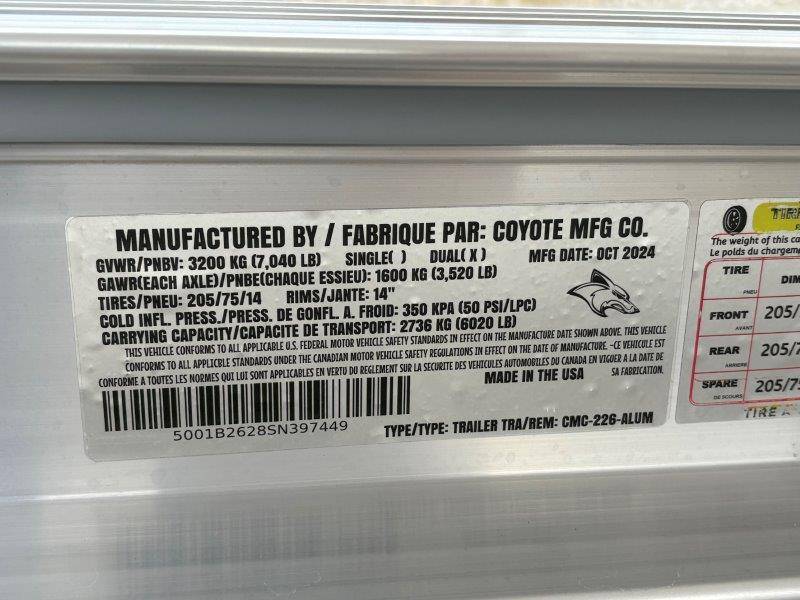 MANUFACTURED BY / FABRIQUE PAR: COYOTE MFG CO.
GVWR/PNBV: 3200 KG (7,040 LB) SINGLE( ) DUAL( X ) MFG DATE: OCT 2024
GAWR(EACH AXLE)/PNBE(CHAQUE ESSIEU): 1600 KG (3,520 LB)
TIRES/PNEU: 205/75/14 RIMS/JANTE: 14"
COLD INFL. PRESS./PRESS. DE GONFL. A. FROID: 350 KPA (50 PSI/LPC)
CARRYING CAPACITY/CAPACITE DE TRANSPORT: 2736 KG (6020 LB)
THIS VEHICLE CONFORMS TO ALL APPLICABLE U.S. FEDERAL MOTOR VEHICLE SAFETY STANDARDS IN EFFECT ON THE MANUFACTURE DATE SHOWN ABOVE. THIS VEHICLE
CONFORMS TO ALL APPLICBLE STANDARDS UNDER THE CANADIAN MOTOR VEHICLE SAFETY REGULATIONS IN EFFECT ON THE DATE OF MANUFACTURE. -CE VEHICULE EST
CONFORME A TOUTES LES NORMES QUI LUI SONT APPLICABLES EN VERTU DU REGLEMENT SUR LA SECURITE DES VEHICULES AUTOMOBILES DU CANADA EN VIGUER A LA DATE DE
SA FABRICATION.
MADE IN THE USA
5001B2628SN397449
TYPE/TYPE: TRAILER TRA/REM: CMC-226-ALUM
The weight of this
Le poids du
TIRE
PNEU
FRONT 205/
AVANT
REAR 205/7
ARRIERE
SPARE 205/75
DE SECOURS
TIRE